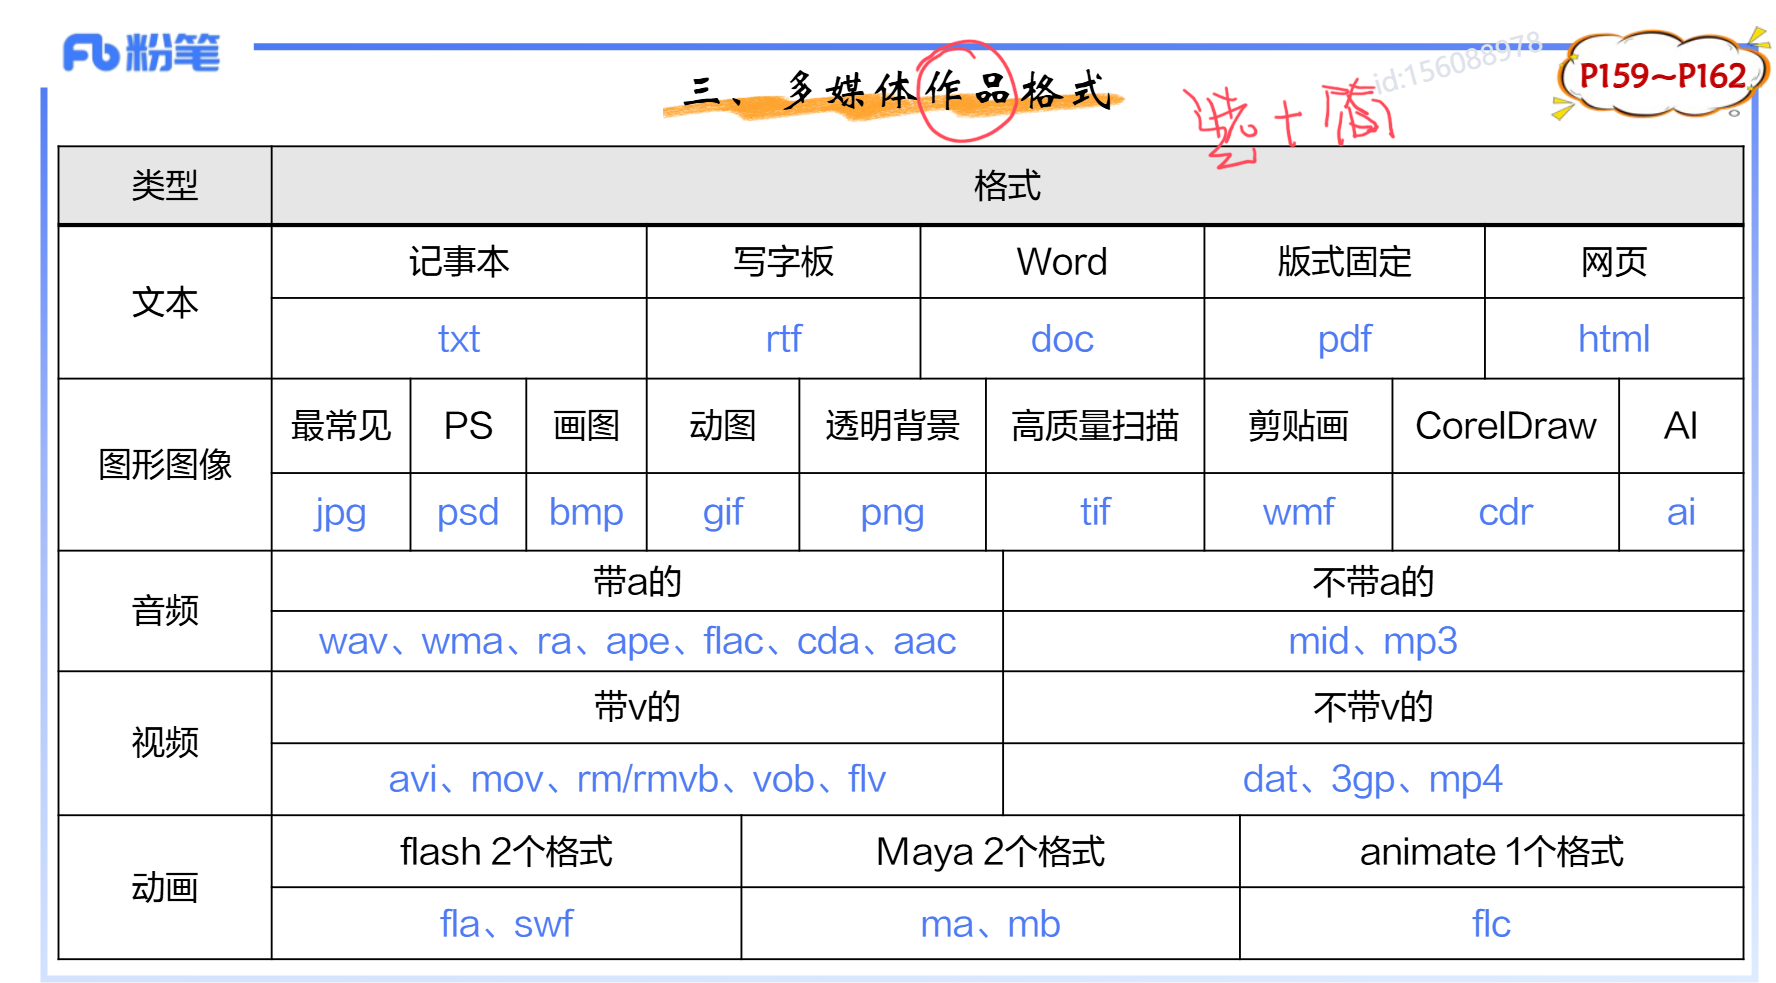 粉笔
三、多媒体作品格式
选+简
id:156088978
P159~P162
类型 格式
文本 记事本 写字板 Word 版式固定 网页
txt rtf doc pdf html
图形图像 最常见 PS 画图 动图 透明背景 高质量扫描 剪贴画 CorelDraw AI
jpg psd bmp gif png tif wmf cdr ai
音频 带a的 不带a的
wav、wma、ra、ape、flac、cda、aac mid、mp3
视频 带v的 不带v的
avi、mov、rm/rmvb、vob、flv dat、3gp、mp4
动画 flash 2个格式 Maya 2个格式 animate 1个格式
fla、swf ma、mb flc